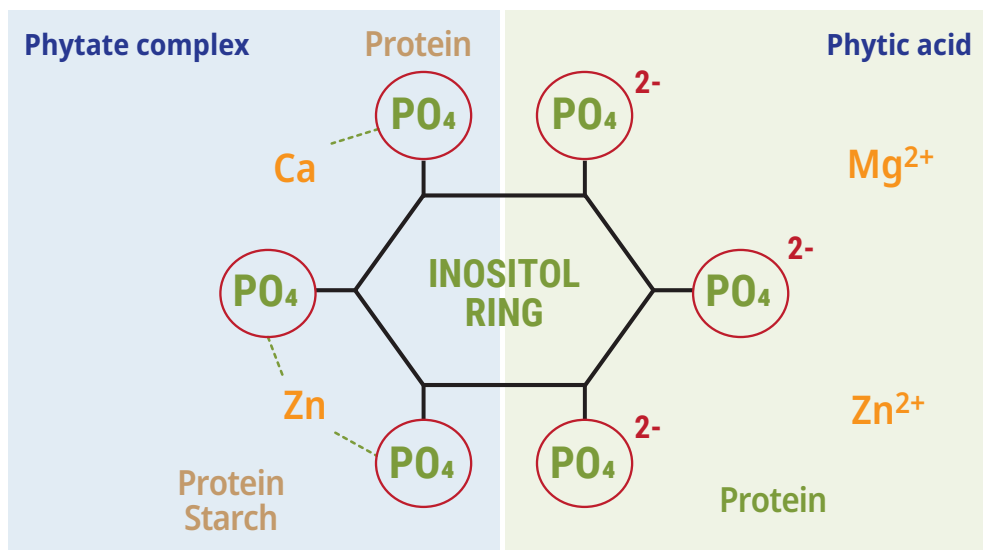 Phytate complex
Protein
Phytic acid
PO₄
PO₄ 2-
Ca
Mg²⁺
PO₄
INOSITOL
RING
PO₄ 2-
Zn
Zn²⁺
PO₄
PO₄ 2-
Protein
Starch
Protein